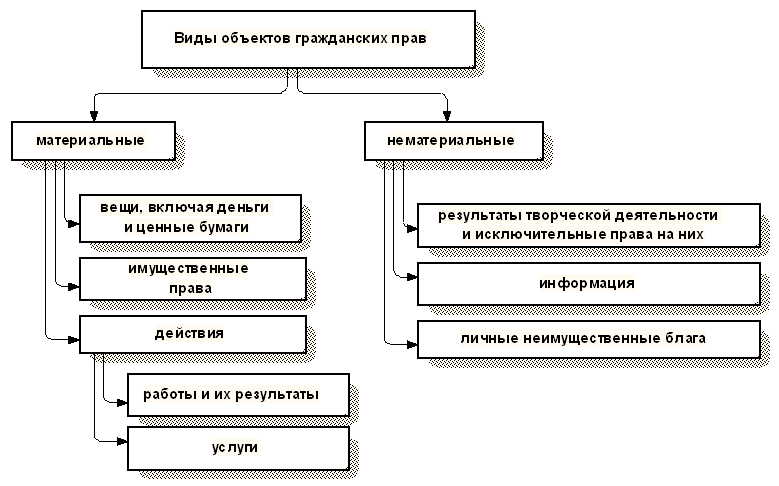 Виды объектов гражданских прав
материальные
вещи, включая деньги
и ценные бумаги
имущественные
права
действия
работы и их результаты
услуги
нематериальные
результаты творческой деятельности
и исключительные права на них
информация
личные неимущественные блага